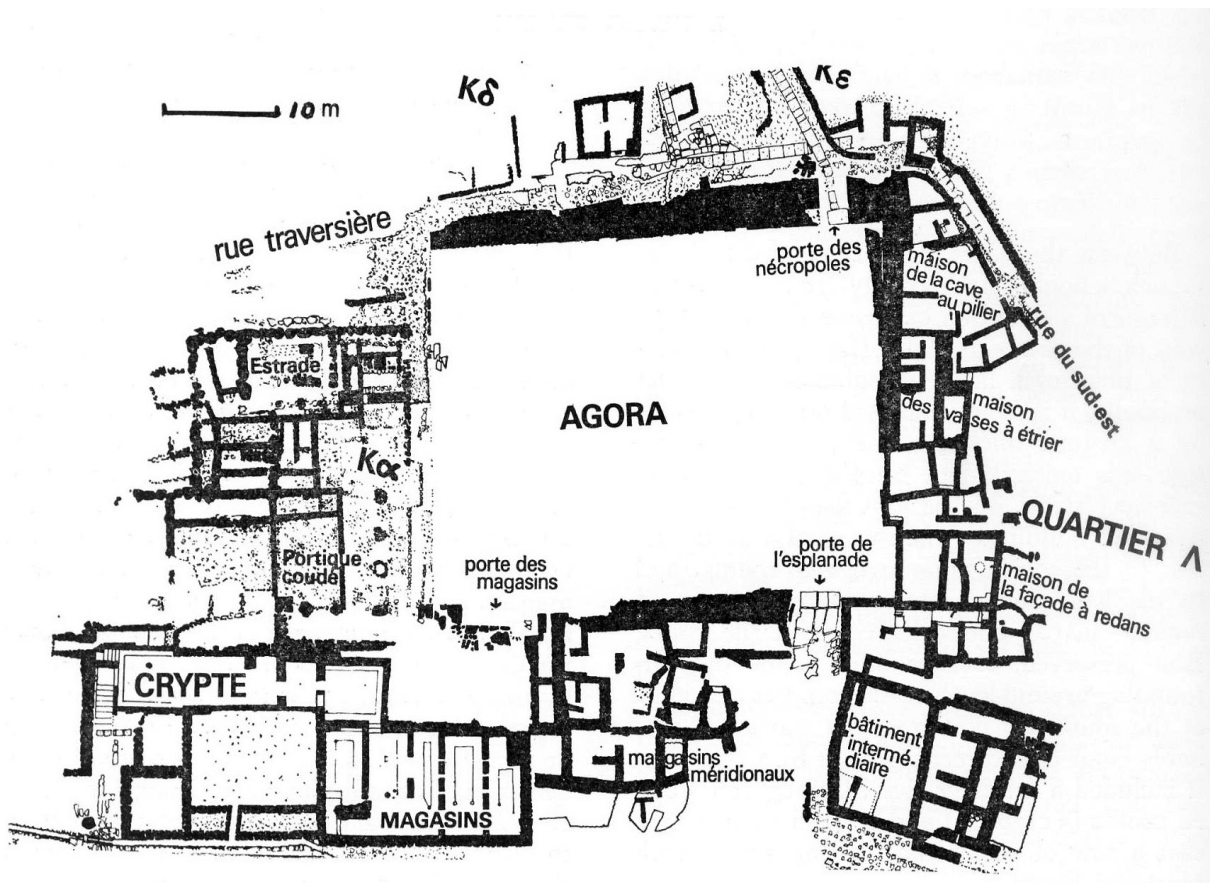 Kδ
Kε
10 m
rue traversière
porte des
nécropoles
maison
de la cave
au pilier
rue du sud-est
Estrade
AGORA
maison
des vases à étrier
Kα
QUARTIER Λ
Portique
coudé
porte des
magasins
porte de
l'esplanade
maison de
la façade à redans
CRYPTE
bâtiment
intermé-
diaire
magasins
méridionaux
MAGASINS